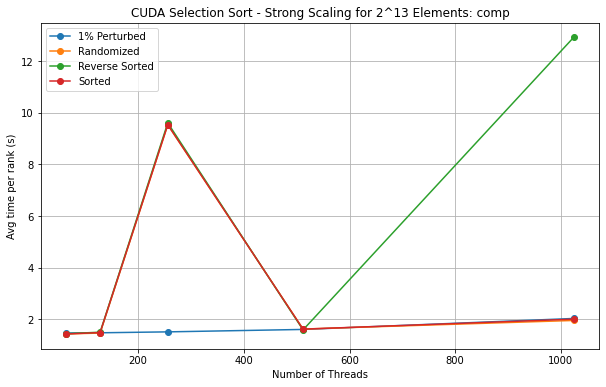 CUDA Selection Sort - Strong Scaling for 2^13 Elements: comp
1% Perturbed
Randomized
Reverse Sorted
Sorted
12
10
8
6
4
2
Avg time per rank (s)
200 400 600 800 1000
Number of Threads